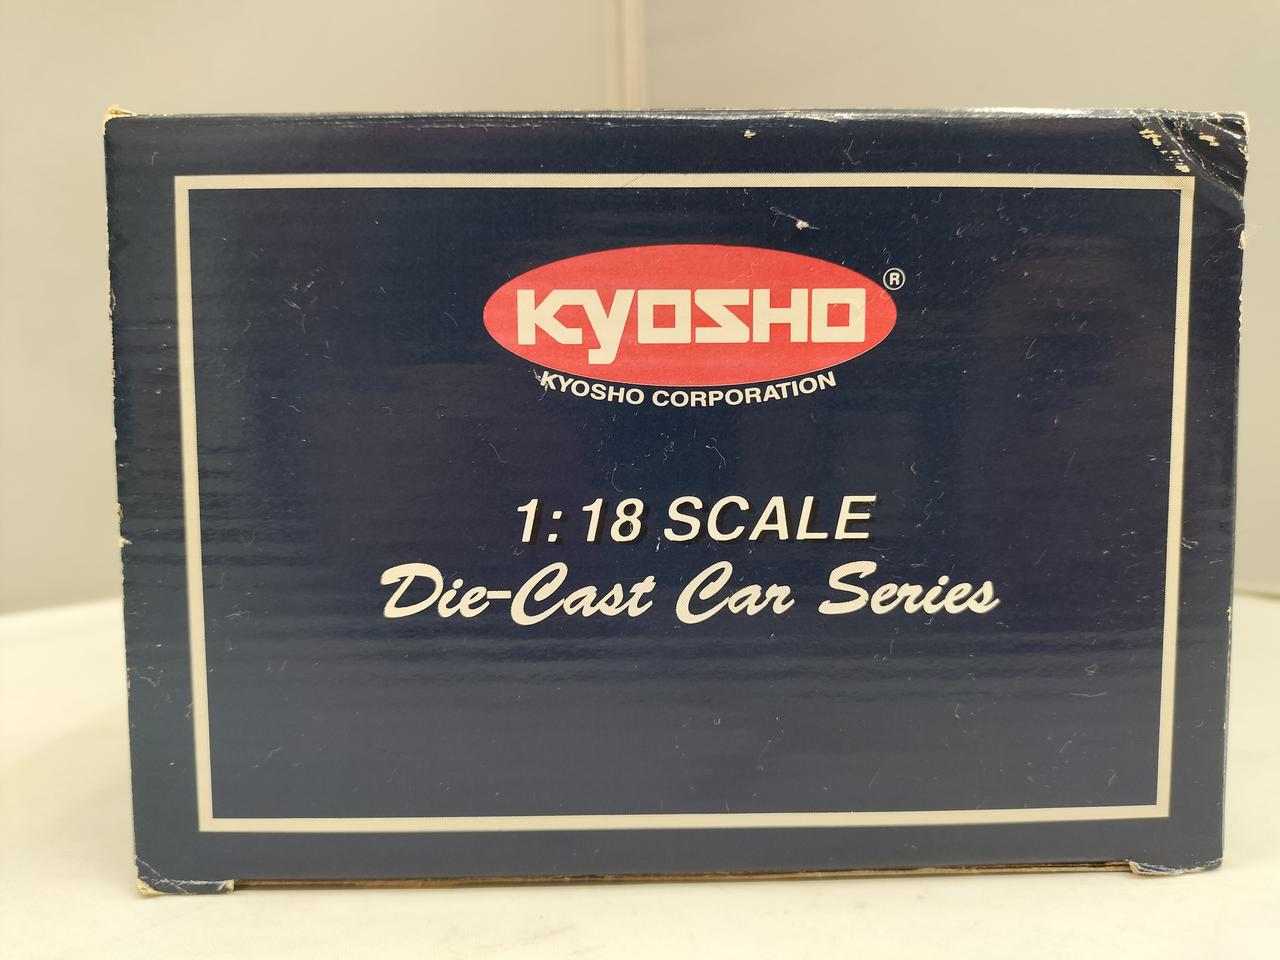 KYOSHO ®
KYOSHO CORPORATION
1:18 SCALE
Die-Cast Car Series